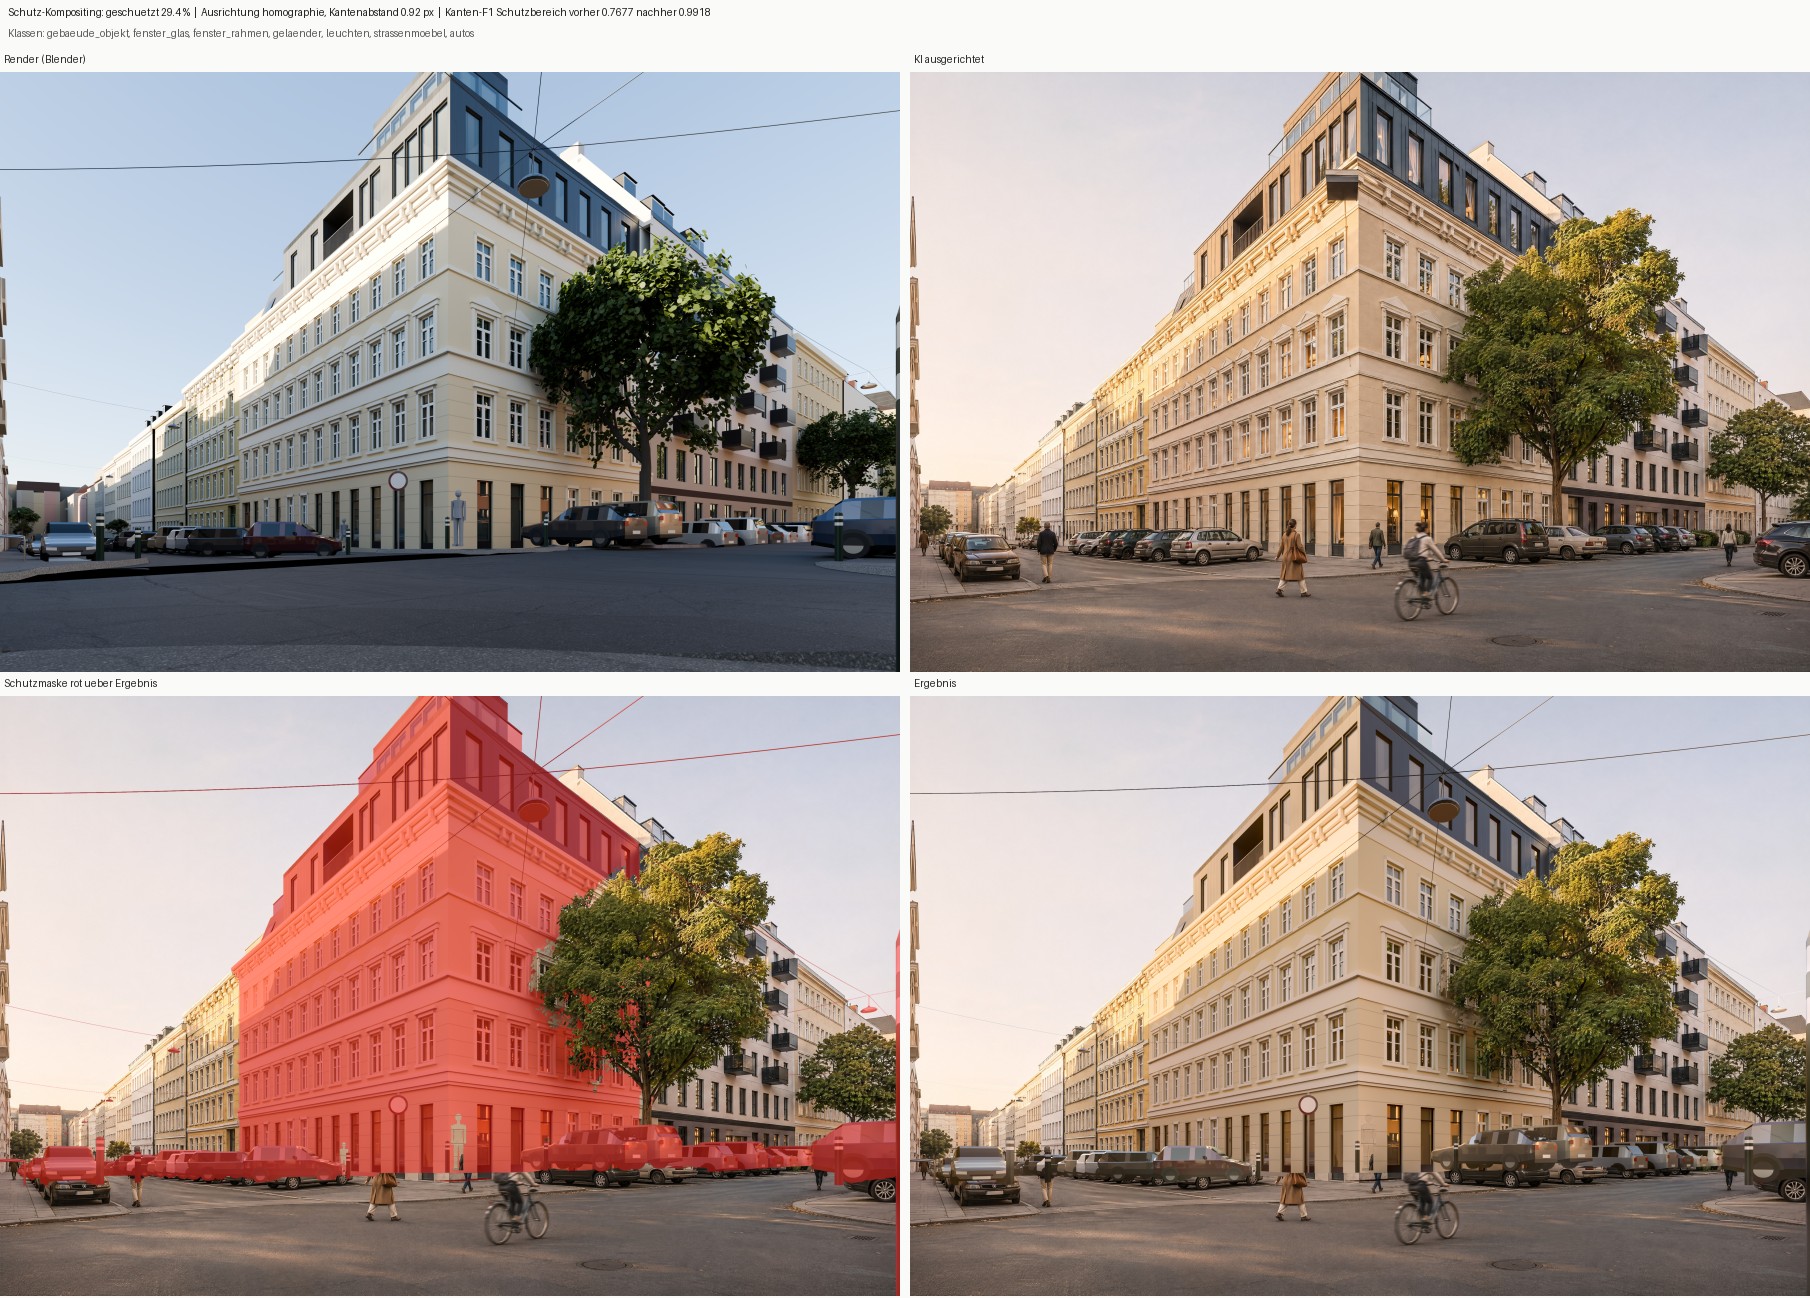 Schutz-Kompositing: geschuetzt 29.4% | Ausrichtung homographie, Kantenabstand 0.92 px | Kanten-F1 Schutzbereich vorher 0.7677 nachher 0.9918
Klassen: gebaeude_objekt, fenster_glas, fenster_rahmen, gelaender, leuchten, strassenmoebel, autos
Render (Blender)
KI ausgerichtet
Schutzmaske rot ueber Ergebnis
Ergebnis